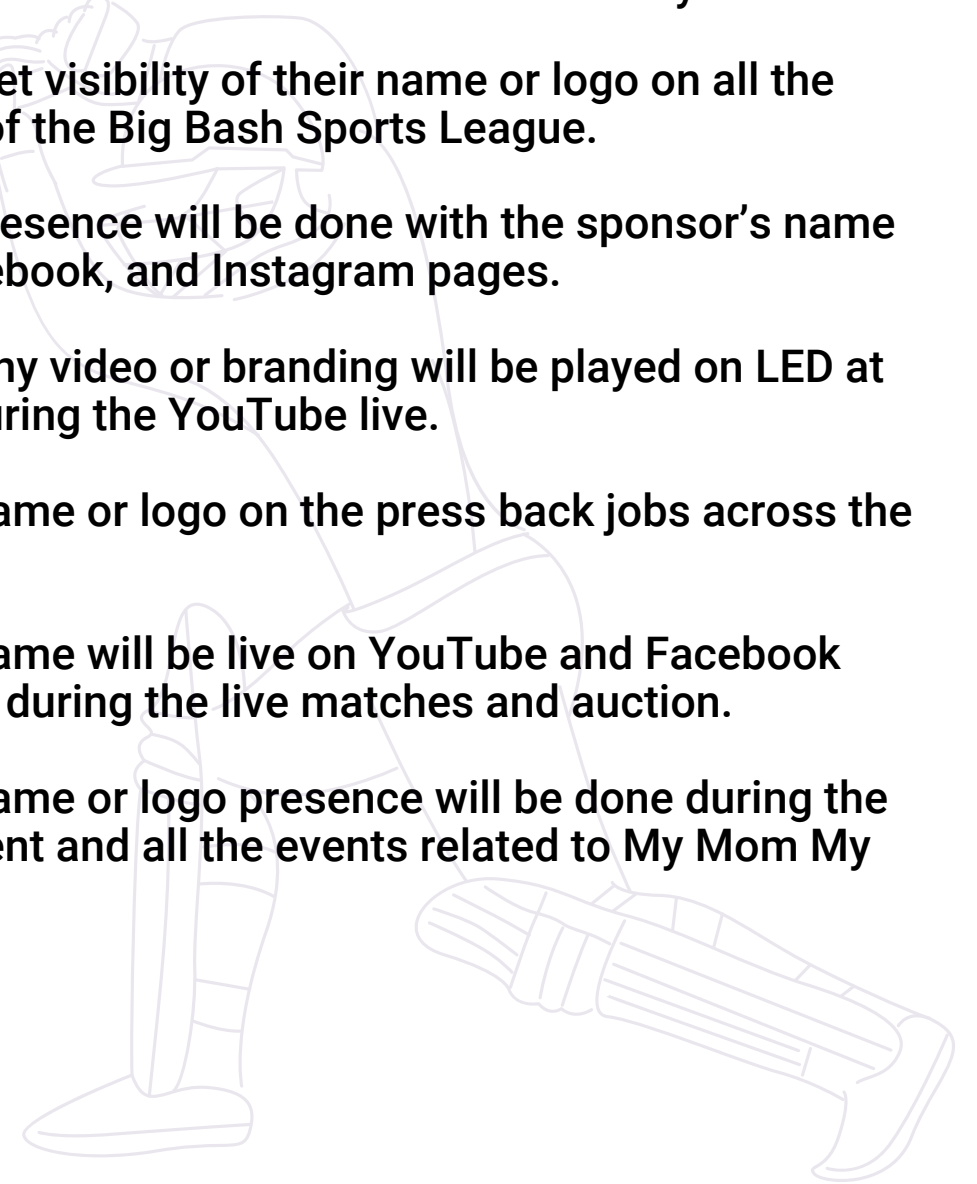 et visibility of their name or logo on all the
of the Big Bash Sports League.
esence will be done with the sponsor’s name
ebook, and Instagram pages.
ny video or branding will be played on LED at
uring the YouTube live.
ame or logo on the press back jobs across the
ame will be live on YouTube and Facebook
during the live matches and auction.
ame or logo presence will be done during the
ent and all the events related to My Mom My